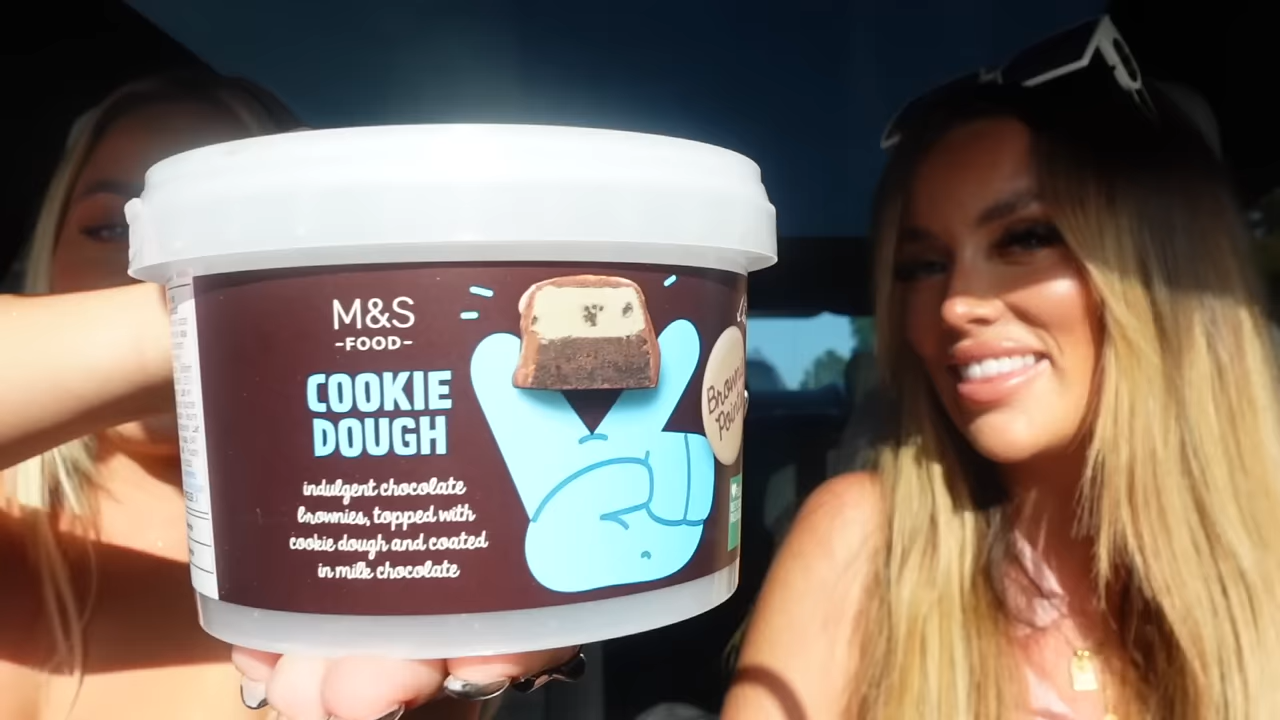 M&S
-FOOD-
COOKIE
DOUGH
indulgent chocolate
brownies, topped with
cookie dough and coated
in milk chocolate